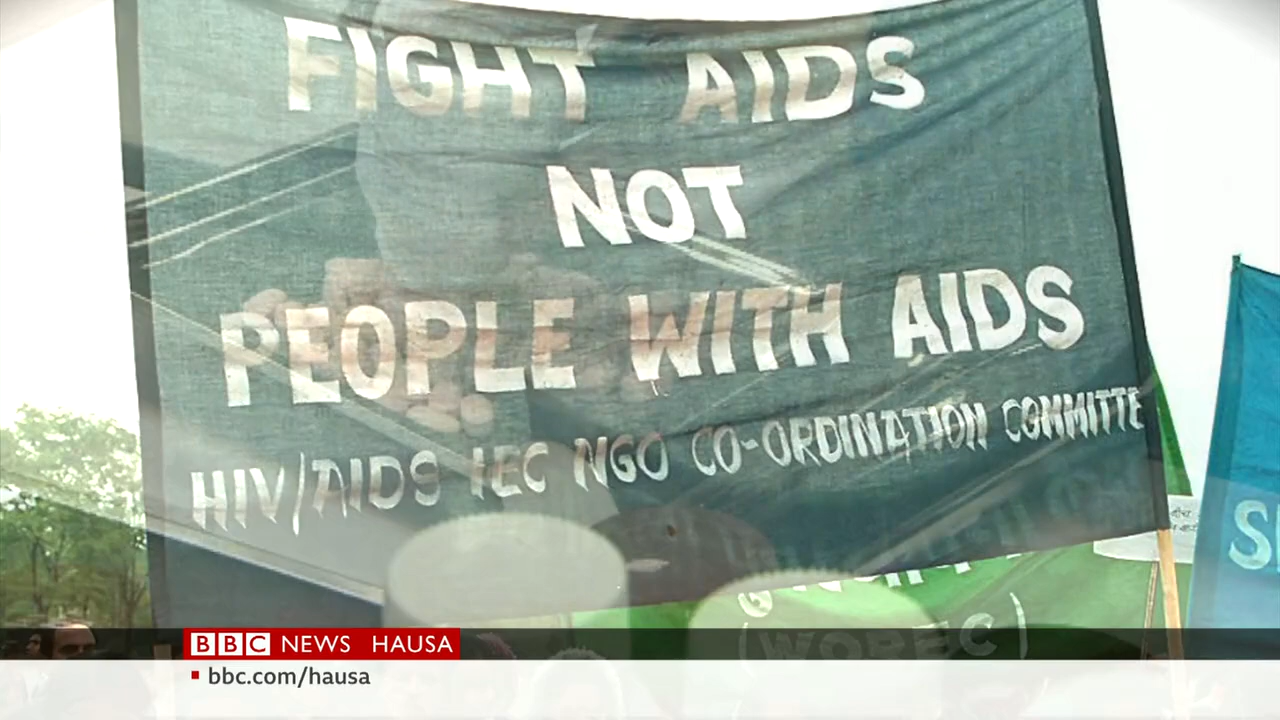 FIGHT AIDS
NOT
PEOPLE WITH AIDS
HIV/AIDS IEC NGO CO-ORDINATION COMMITTE
(WOREC)
BBC NEWS HAUSA
bbc.com/hausa